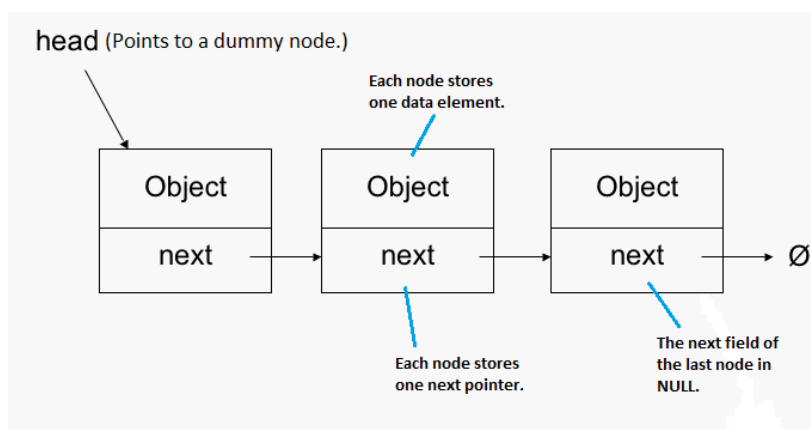 head (Points to a dummy node.)
Each node stores
one data element.
Object
Object
Object
next
next
next
Ø
Each node stores
one next pointer.
The next field of
the last node in
NULL.